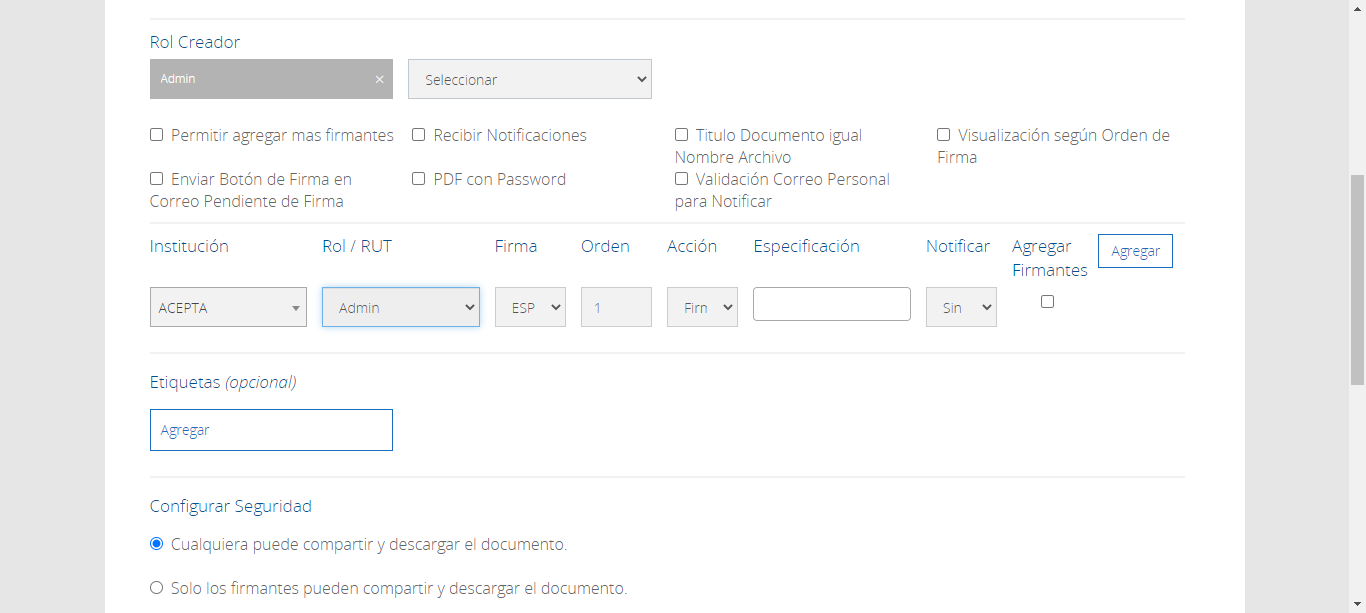 Rol Creador
Admin ×
Seleccionar
Permitir agregar mas firmantes
Recibir Notificaciones
Titulo Documento igual
Nombre Archivo
Visualización según Orden de
Firma
Enviar Botón de Firma en
Correo Pendiente de Firma
PDF con Password
Validación Correo Personal
para Notificar
Institución
Rol / RUT
Firma
Orden
Acción
Especificación
Notificar
Agregar
Firmantes
Agregar
ACEPTA
Admin
ESP
1
Firn
Sin
Etiquetas (opcional)
Agregar
Configurar Seguridad
Cualquiera puede compartir y descargar el documento.
Solo los firmantes pueden compartir y descargar el documento.